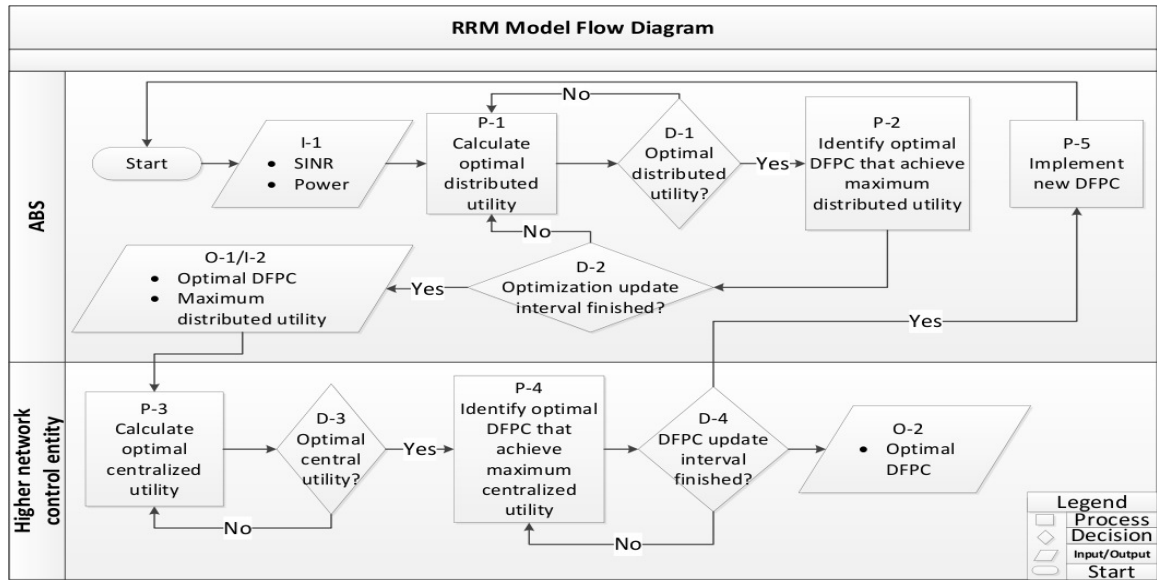 RRM Model Flow Diagram
ABS
Start
I-1
● SINR
● Power
P-1
Calculate
optimal
distributed
utility
No
D-1
Optimal
distributed
utility?
Yes
P-2
Identify optimal
DFPC that achieve
maximum
distributed utility
P-5
Implement
new DFPC
No
D-2
Optimization update
interval finished?
Yes
O-1/I-2
● Optimal DFPC
● Maximum
distributed utility
Yes
Higher network
control entity
P-3
Calculate
optimal
centralized
utility
D-3
Optimal
central
utility?
No
Yes
P-4
Identify optimal
DFPC that
achieve
maximum
centralized
utility
D-4
DFPC update
interval
finished?
No
O-2
● Optimal
DFPC
Legend
Process
Decision
Input/Output
Start